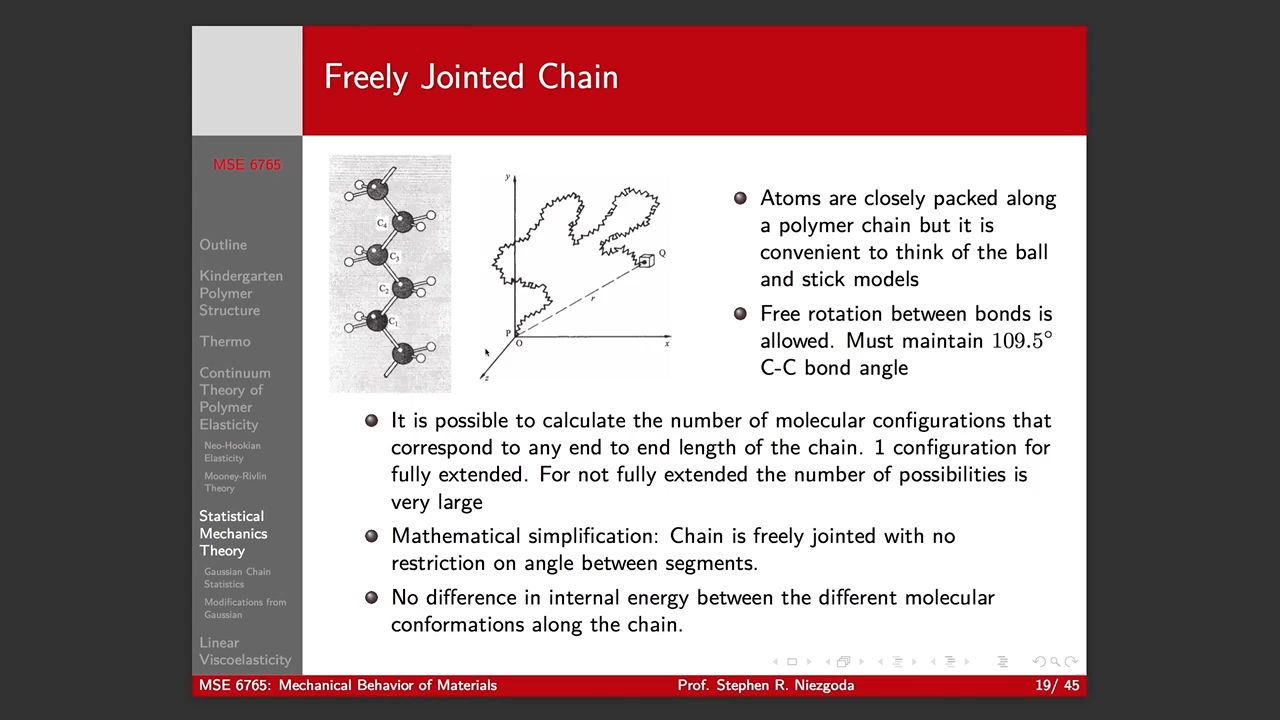 Freely Jointed Chain
MSE 6765
Outline
Kindergarten
Polymer
Structure
Thermo
Continuum
Theory of
Polymer
Elasticity
Neo-Hookian
Elasticity
Mooney-Rivlin
Theory
Statistical
Mechanics
Theory
Gaussian Chain
Statistics
Modifications from
Gaussian
Linear
Viscoelasticity
C₄
C₃
C₂
C₁
y
Q
r
P
O
x
z
Atoms are closely packed along
a polymer chain but it is
convenient to think of the ball
and stick models
Free rotation between bonds is
allowed. Must maintain 109.5°
C-C bond angle
It is possible to calculate the number of molecular configurations that
correspond to any end to end length of the chain. 1 configuration for
fully extended. For not fully extended the number of possibilities is
very large
Mathematical simplification: Chain is freely jointed with no
restriction on angle between segments.
No difference in internal energy between the different molecular
conformations along the chain.
MSE 6765: Mechanical Behavior of Materials
Prof. Stephen R. Niezgoda
19/ 45